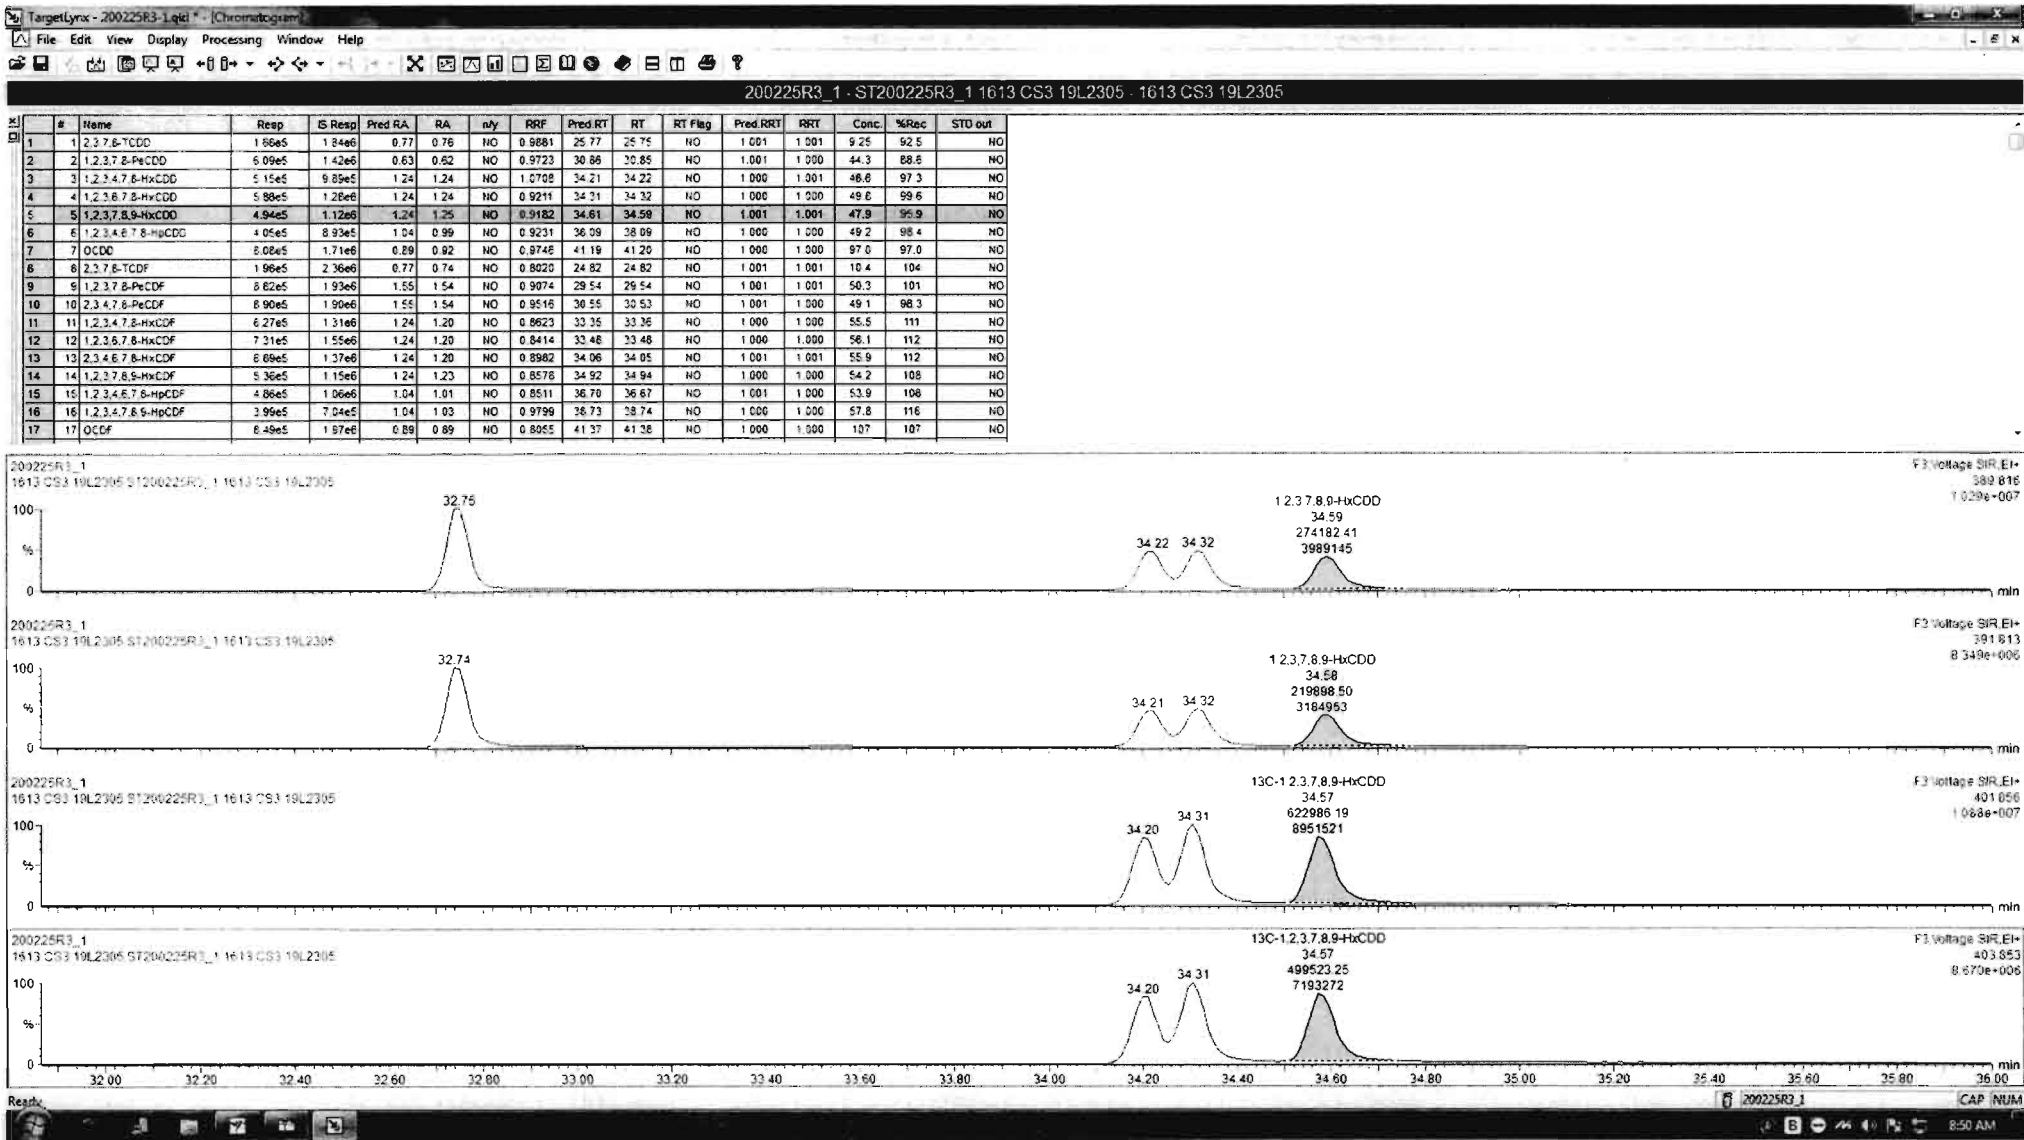 TargetLynx - 200225R3-1.qld * - [Chromatogram]
File Edit View Display Processing Window Help
200225R3_1 - ST200225R3_1 1613 CS3 19L2305 - 1613 CS3 19L2305
# Name Resp IS Resp Pred RA RA n/y RRF Pred RT RT RT Flag Pred RRT RRT Conc. %Rec STD out
1 1 2,3,7,8-TCDD 1.86e5 1.84e6 0.77 0.76 NO 0.9881 25.77 25.75 NO 1.001 1.001 9.25 92.5 NO
2 2 1,2,3,7,8-PeCDD 6.09e5 1.42e6 0.63 0.62 NO 0.9723 30.86 30.85 NO 1.001 1.000 44.3 88.6 NO
3 3 1,2,3,4,7,8-HxCDD 5.15e5 9.89e5 1.24 1.24 NO 1.0708 34.21 34.22 NO 1.000 1.001 48.6 97.3 NO
4 4 1,2,3,6,7,8-HxCDD 5.88e5 1.28e6 1.24 1.24 NO 0.9211 34.31 34.32 NO 1.000 1.000 49.8 99.6 NO
5 5 1,2,3,7,8,9-HxCDD 4.94e5 1.12e6 1.24 1.25 NO 0.9182 34.61 34.59 NO 1.001 1.001 47.9 95.9 NO
6 6 1,2,3,4,6,7,8-HpCDD 4.05e5 8.93e5 1.04 0.99 NO 0.9231 38.09 38.09 NO 1.000 1.000 49.2 98.4 NO
7 7 OCDD 8.08e5 1.71e6 0.89 0.92 NO 0.9746 41.19 41.20 NO 1.000 1.000 97.0 97.0 NO
8 8 2,3,7,8-TCDF 1.96e5 2.36e6 0.77 0.74 NO 0.8020 24.82 24.82 NO 1.001 1.001 10.4 104 NO
9 9 1,2,3,7,8-PeCDF 8.82e5 1.93e6 1.55 1.54 NO 0.9074 29.54 29.54 NO 1.001 1.001 50.3 101 NO
10 10 2,3,4,7,8-PeCDF 8.90e5 1.90e6 1.55 1.54 NO 0.9516 30.55 30.53 NO 1.001 1.000 49.1 98.3 NO
11 11 1,2,3,4,7,8-HxCDF 6.27e5 1.31e6 1.24 1.20 NO 0.8623 33.35 33.36 NO 1.000 1.000 55.5 111 NO
12 12 1,2,3,6,7,8-HxCDF 7.31e5 1.55e6 1.24 1.20 NO 0.8414 33.48 33.48 NO 1.000 1.000 56.1 112 NO
13 13 2,3,4,6,7,8-HxCDF 6.89e5 1.37e6 1.24 1.20 NO 0.8982 34.06 34.05 NO 1.001 1.001 55.9 112 NO
14 14 1,2,3,7,8,9-HxCDF 5.36e5 1.15e6 1.24 1.23 NO 0.8576 34.92 34.94 NO 1.000 1.000 54.2 108 NO
15 15 1,2,3,4,6,7,8-HpCDF 4.86e5 1.06e6 1.04 1.01 NO 0.8511 36.70 36.67 NO 1.001 1.000 53.9 108 NO
16 16 1,2,3,4,7,8,9-HpCDF 3.99e5 7.04e5 1.04 1.03 NO 0.9799 38.73 38.74 NO 1.000 1.000 57.8 116 NO
17 17 OCDF 8.49e5 1.97e6 0.89 0.89 NO 0.8055 41.37 41.38 NO 1.000 1.000 107 107 NO
200225R3_1
1613 CS3 19L2305 ST200225R3_1 1613 CS3 19L2305
F3:Voltage SIR,EI+
389.816
1.029e+007
32.75
34.22 34.32
1,2,3,7,8,9-HxCDD
34.59
274182.41
3989145
100
%
0
min
200225R3_1
1613 CS3 19L2305 ST200225R3_1 1613 CS3 19L2305
F3:Voltage SIR,EI+
391.813
8.349e+006
32.74
34.21 34.32
1,2,3,7,8,9-HxCDD
34.58
219898.50
3184953
100
%
0
min
200225R3_1
1613 CS3 19L2305 ST200225R3_1 1613 CS3 19L2305
F3:Voltage SIR,EI+
401.856
1.088e+007
34.20 34.31
13C-1,2,3,7,8,9-HxCDD
34.57
622986.19
8951521
100
%
0
min
200225R3_1
1613 CS3 19L2305 ST200225R3_1 1613 CS3 19L2305
F3:Voltage SIR,EI+
403.853
8.670e+006
34.20 34.31
13C-1,2,3,7,8,9-HxCDD
34.57
499523.25
7193272
100
%
0
min
32.00 32.20 32.40 32.60 32.80 33.00 33.20 33.40 33.60 33.80 34.00 34.20 34.40 34.60 34.80 35.00 35.20 35.40 35.60 35.80 36.00
Ready
200225R3_1 CAP NUM
8:50 AM